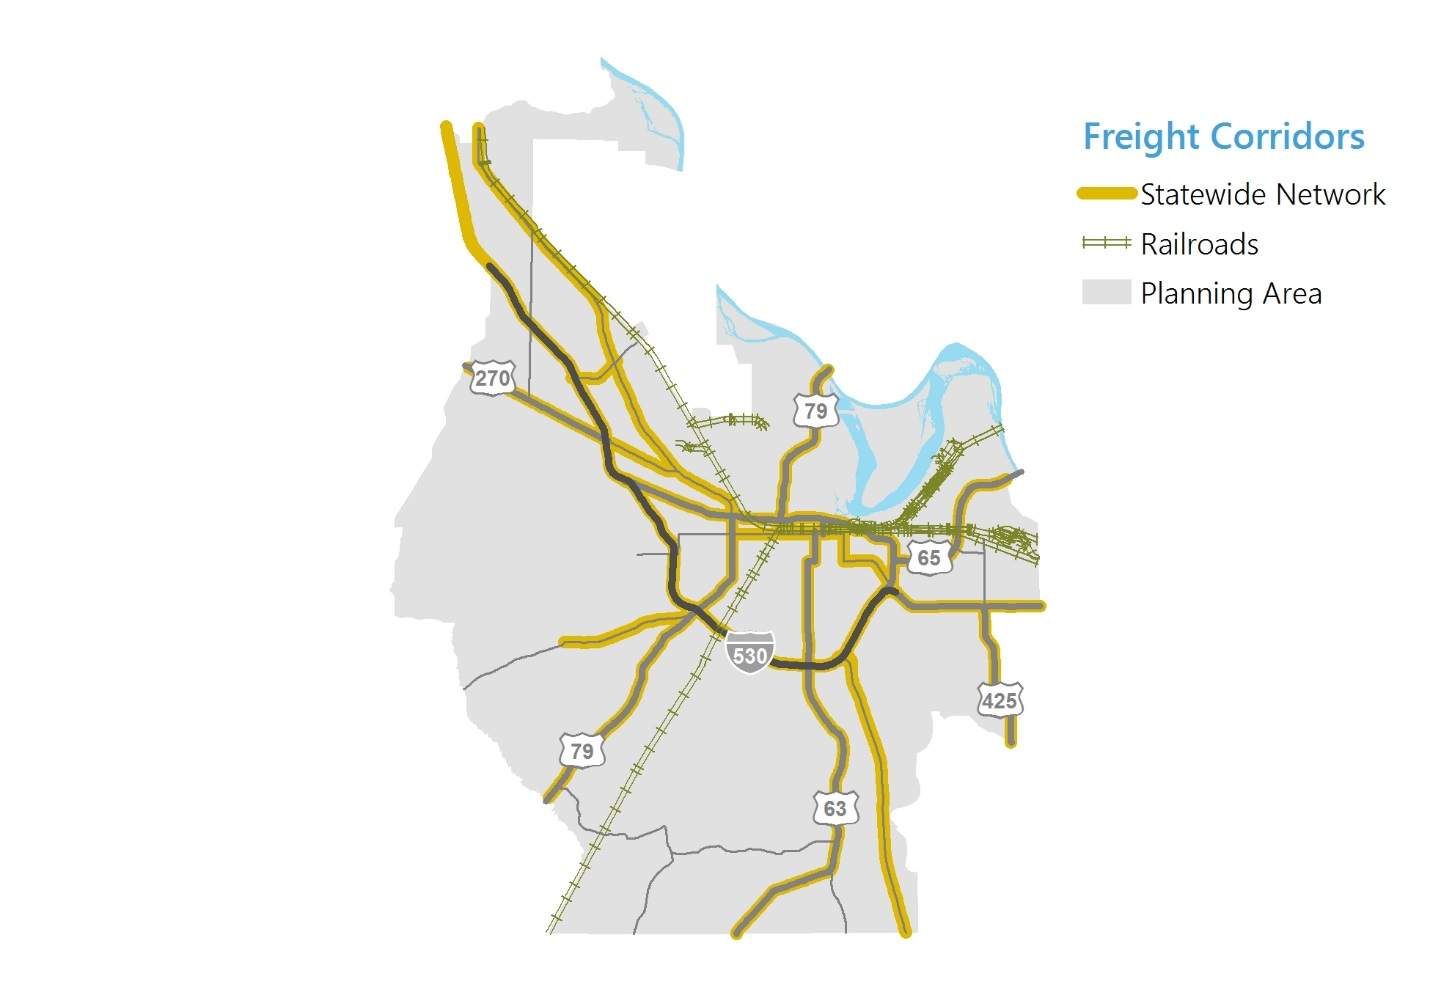 Freight Corridors
Statewide Network
Railroads
Planning Area
270
79
65
530
425
79
63